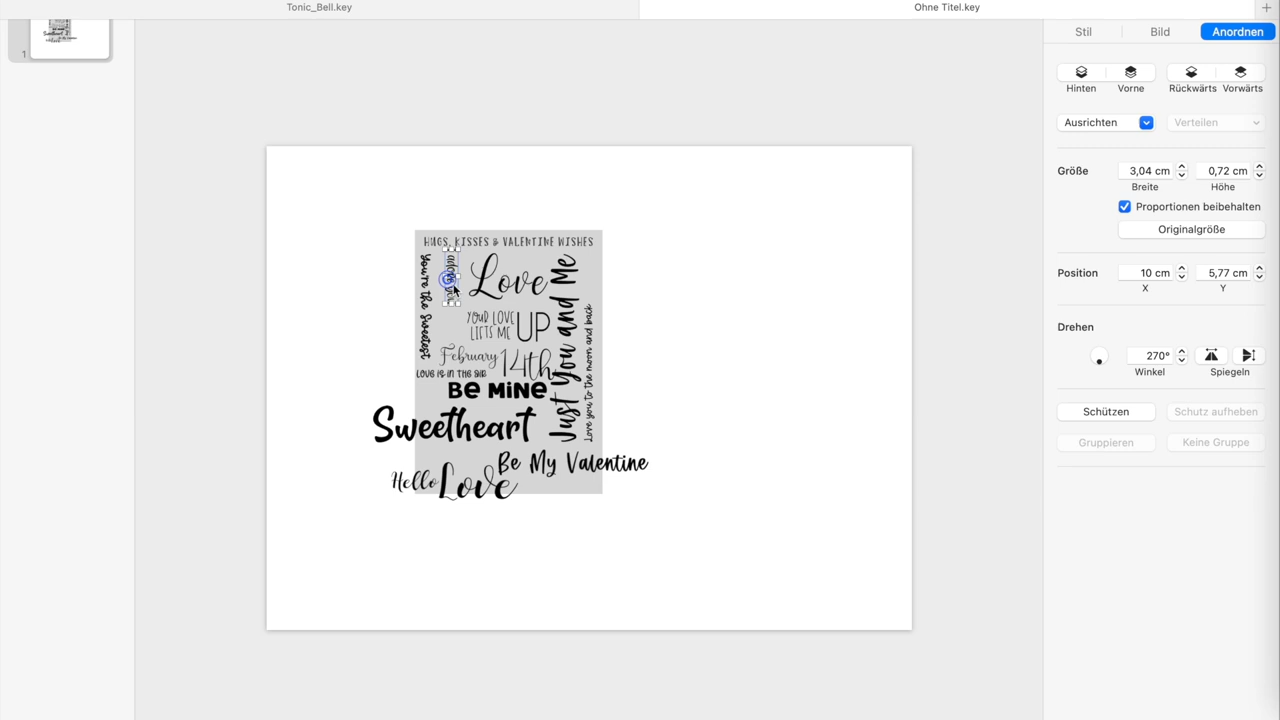 Tonic_Bell.key
Ohne Titel.key
1
Stil
Bild
Anordnen
Hinten
Vorne
Rückwärts
Vorwärts
Ausrichten
Verteilen
Größe
3,04 cm
0,72 cm
Breite
Höhe
Proportionen beibehalten
Originalgröße
Position
10 cm
5,77 cm
X
Y
Drehen
270°
Winkel
Spiegeln
Schützen
Schutz aufheben
Gruppieren
Keine Gruppe
HUGS, KISSES & VALENTINE WISHES
You're the Sweetest
Love
Just You and Me
YOUR LOVE
LIFTS ME UP
Love you to the moon and back
February 14th
LOVE IS IN THE AIR
Be MiNe
Sweetheart
Be My Valentine
Hello Love